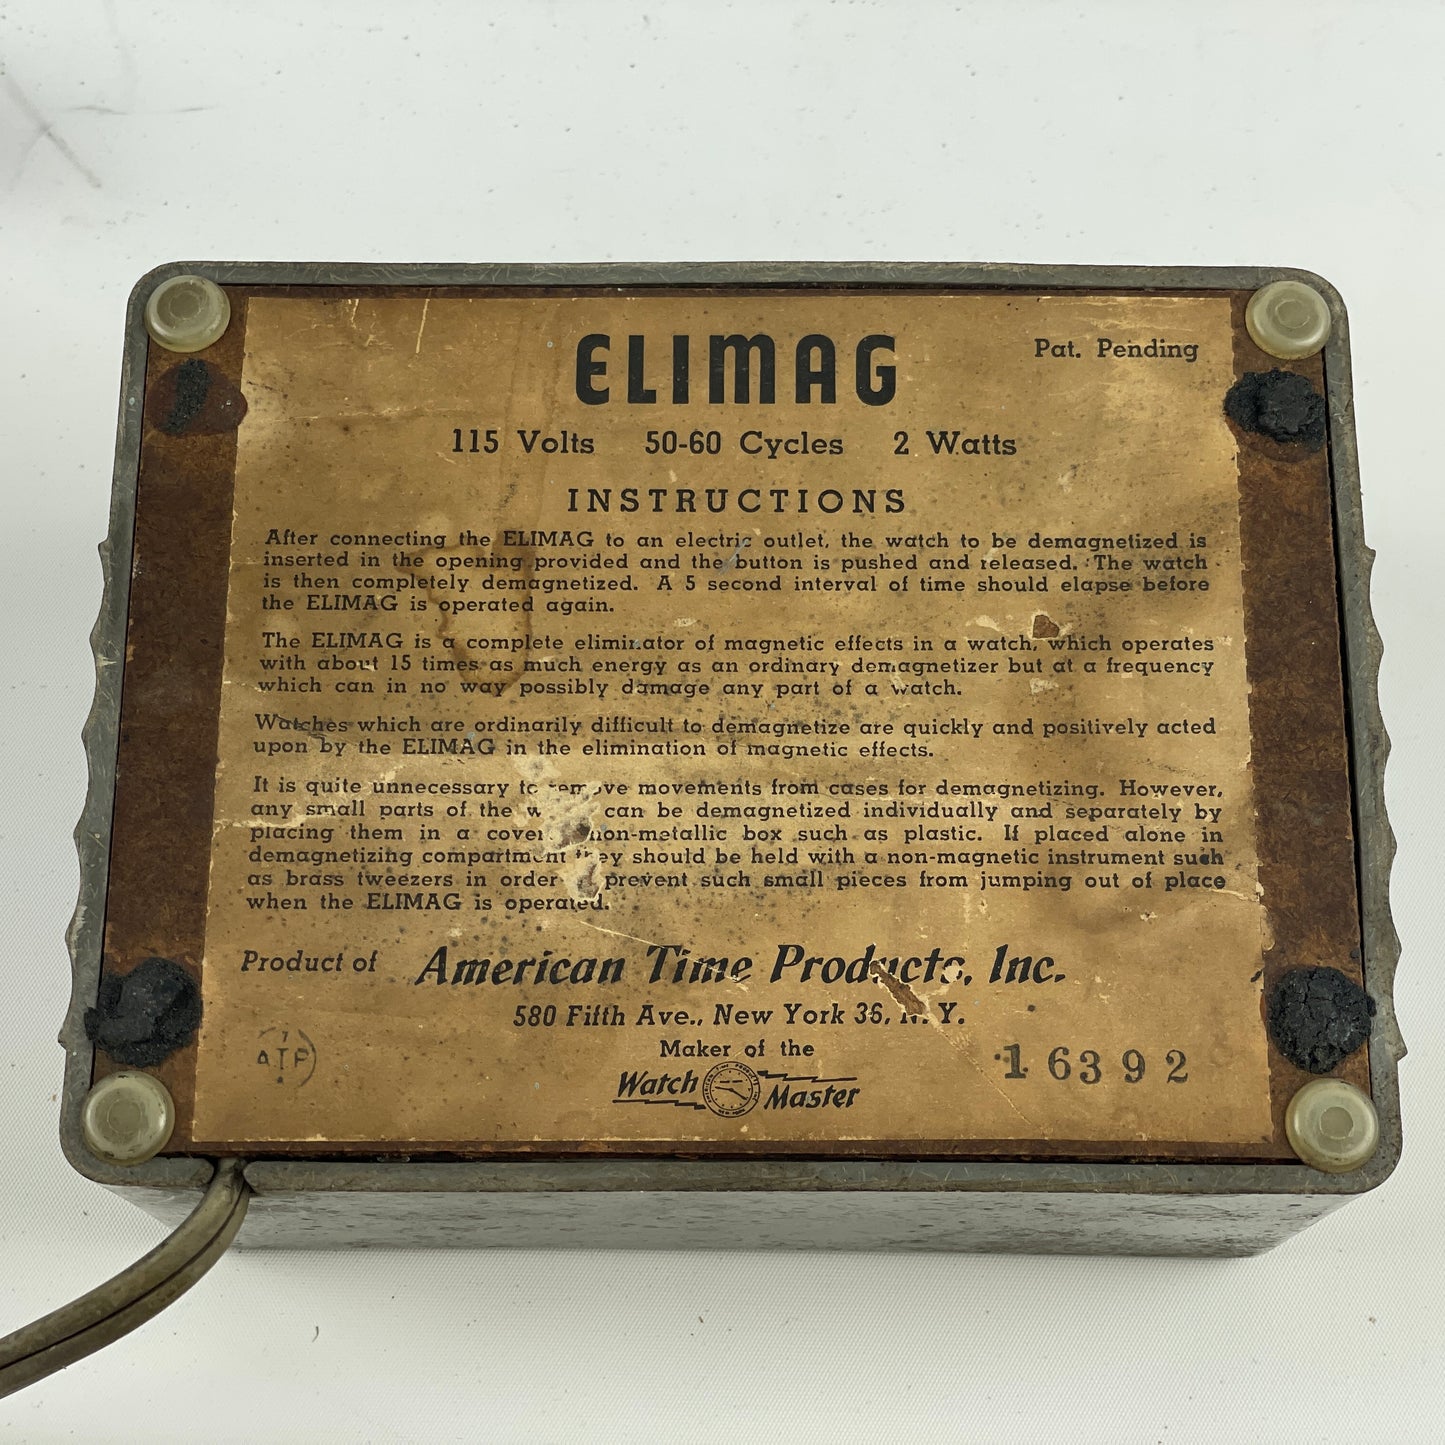 ELIMAG
Pat. Pending
115 Volts 50-60 Cycles 2 Watts
INSTRUCTIONS
After connecting the ELIMAG to an electric outlet, the watch to be demagnetized is
inserted in the opening provided and the button is pushed and released. The watch
is then completely demagnetized. A 5 second interval of time should elapse before
the ELIMAG is operated again.
The ELIMAG is a complete eliminator of magnetic effects in a watch, which operates
with about 15 times as much energy as an ordinary demagnetizer but at a frequency
which can in no way possibly damage any part of a watch.
Watches which are ordinarily difficult to demagnetize are quickly and positively acted
upon by the ELIMAG in the elimination of magnetic effects.
It is quite unnecessary to remove movements from cases for demagnetizing. However,
any small parts of the can be demagnetized individually and separately by
placing them in a non-metallic box such as plastic. If placed alone in
demagnetizing compartment they should be held with a non-magnetic instrument such
as brass tweezers in order prevent such small pieces from jumping out of place
when the ELIMAG is operated.
Product of American Time Products, Inc.
580 Fifth Ave., New York 36, N. Y.
Maker of the
Watch Master
ATP
16392